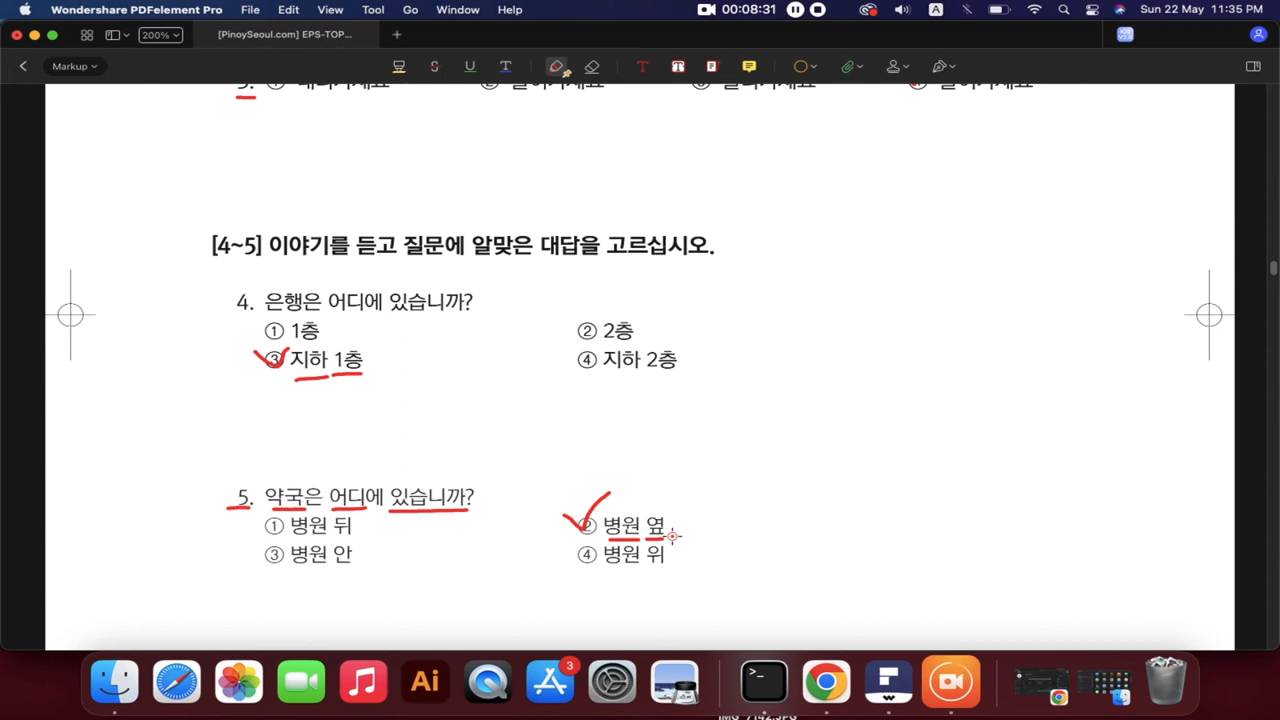 Wondershare PDFelement Pro File Edit View Tool Go Window Help 00:08:31 A Sun 22 May 11:35 PM
200% [PinoySeoul.com] EPS-TOP...
Markup
[4~5] 이야기를 듣고 질문에 알맞은 대답을 고르십시오.
4. 은행은 어디에 있습니까?
① 1층 ② 2층
③ 지하 1층 ④ 지하 2층
5. 약국은 어디에 있습니까?
① 병원 뒤 ② 병원 옆
③ 병원 안 ④ 병원 위
Ai 3